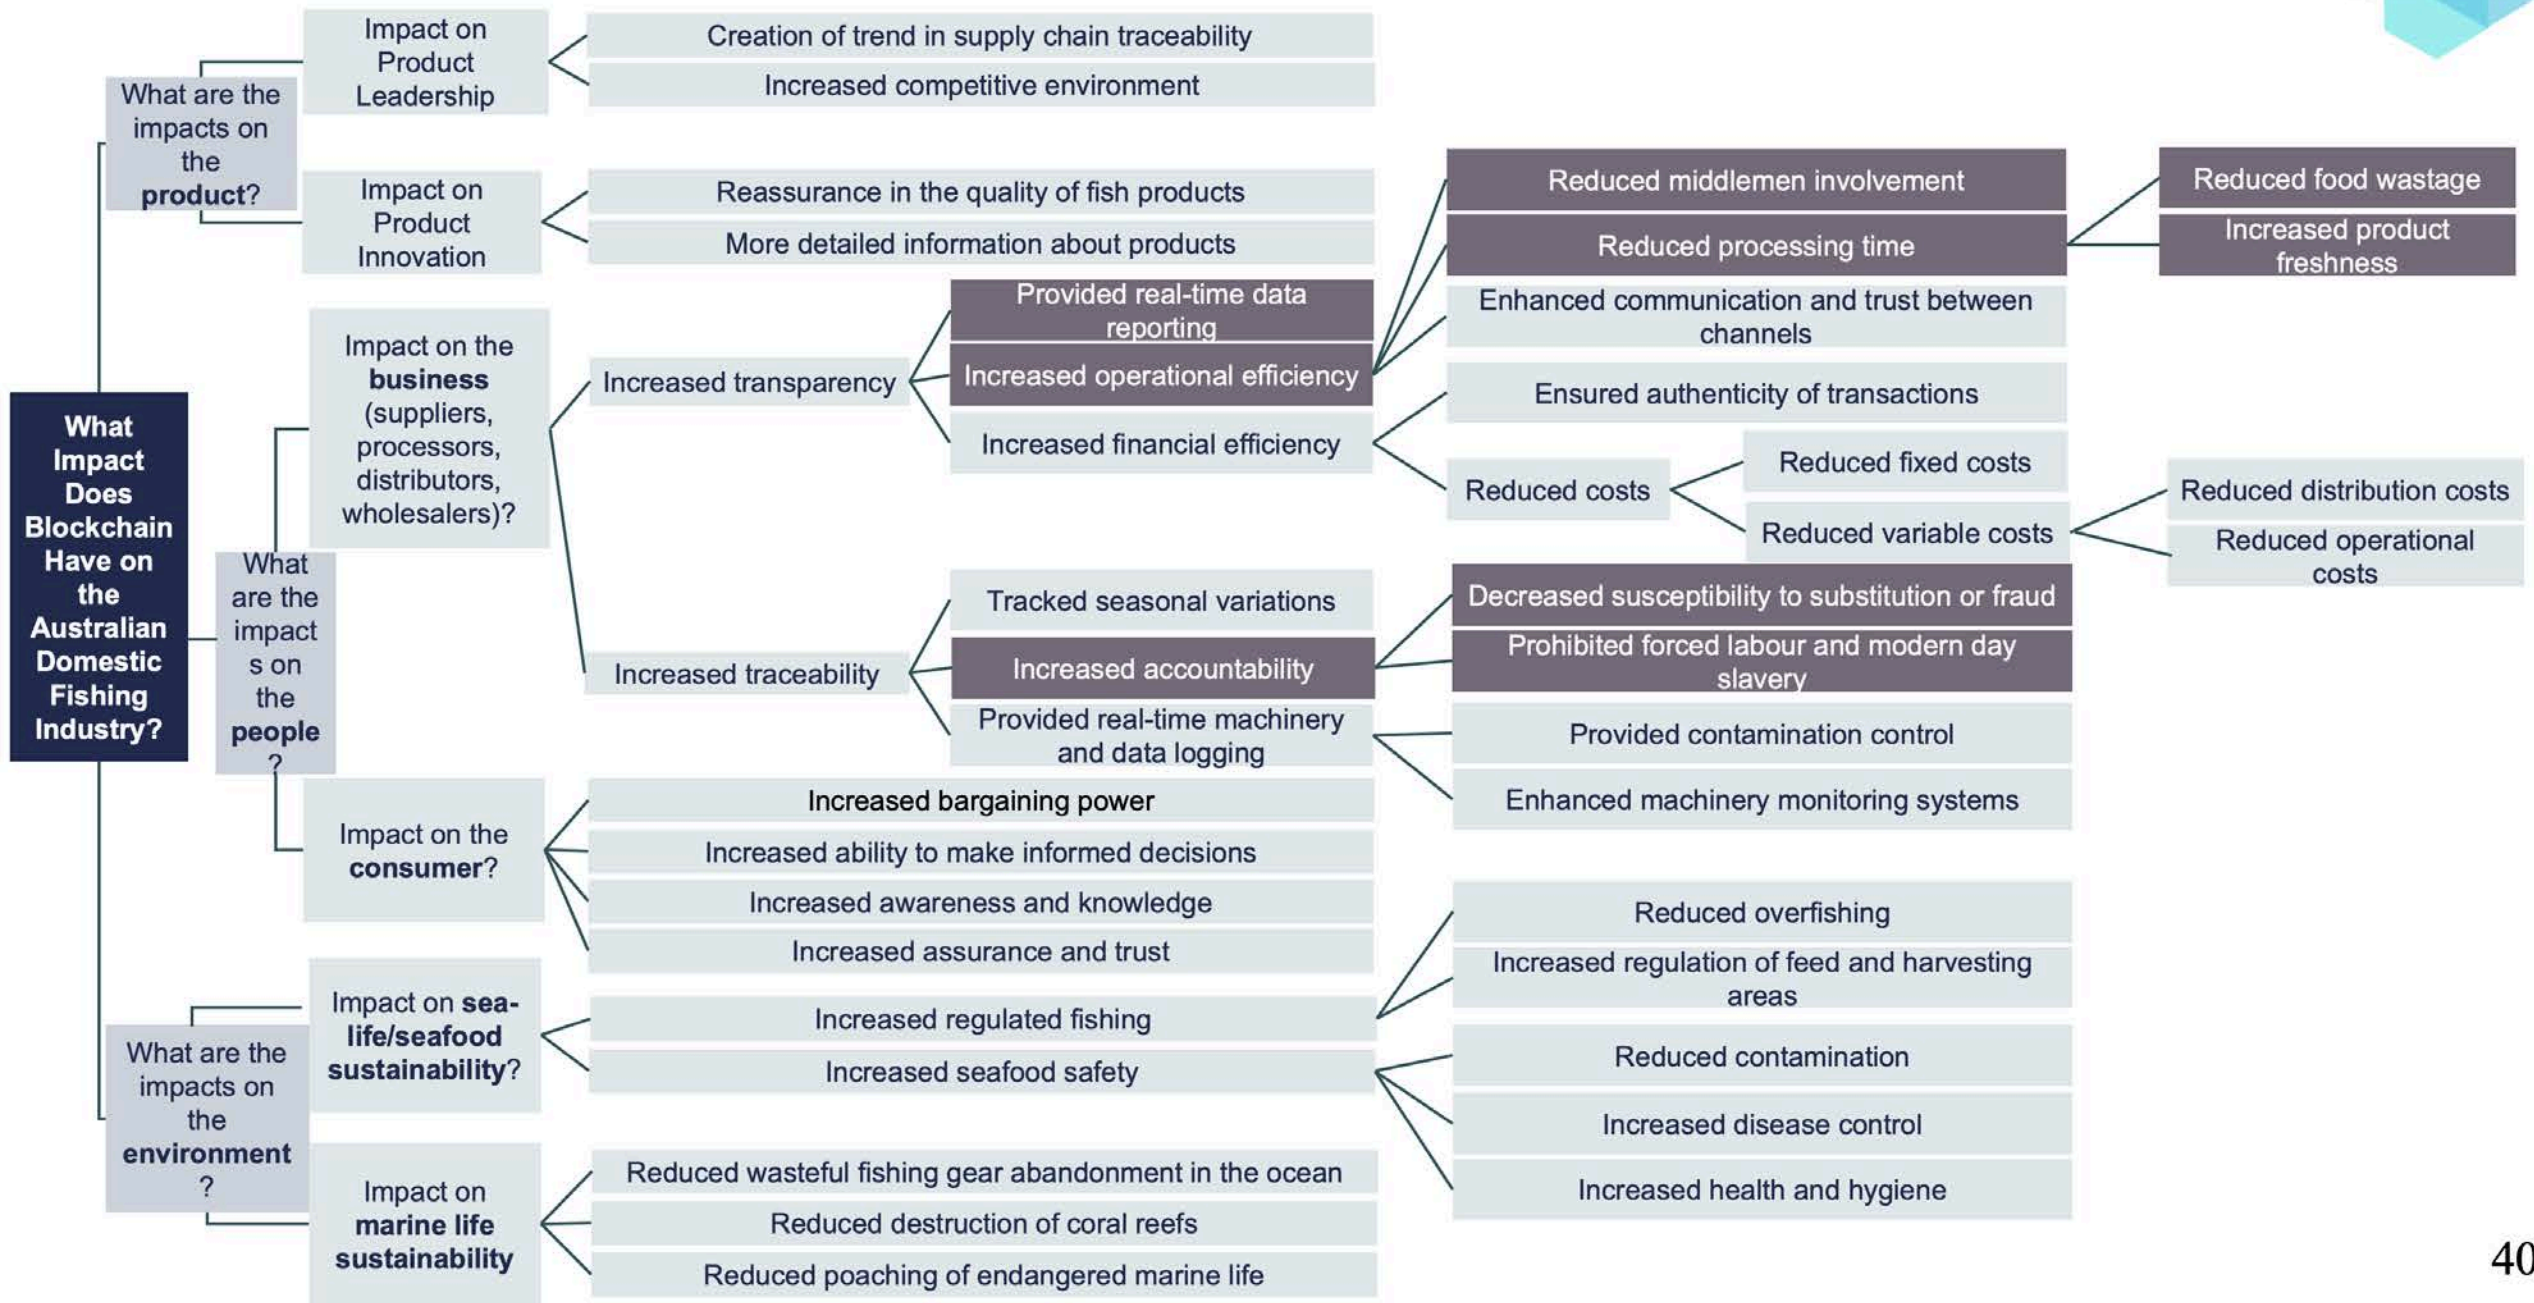 What
Impact
Does
Blockchain
Have on
the
Australian
Domestic
Fishing
Industry?
What are the
impacts on
the
product?
Impact on
Product
Leadership
Creation of trend in supply chain traceability
Increased competitive environment
Impact on
Product
Innovation
Reassurance in the quality of fish products
More detailed information about products
What
are the
impact
s on
the
people
?
Impact on the
business
(suppliers,
processors,
distributors,
wholesalers)?
Increased transparency
Provided real-time data
reporting
Increased operational efficiency
Reduced middlemen involvement
Reduced processing time
Reduced food wastage
Increased product
freshness
Enhanced communication and trust between
channels
Increased financial efficiency
Ensured authenticity of transactions
Reduced costs
Reduced fixed costs
Reduced variable costs
Reduced distribution costs
Reduced operational
costs
Increased traceability
Tracked seasonal variations
Increased accountability
Decreased susceptibility to substitution or fraud
Prohibited forced labour and modern day
slavery
Provided real-time machinery
and data logging
Provided contamination control
Enhanced machinery monitoring systems
Impact on the
consumer?
Increased bargaining power
Increased ability to make informed decisions
Increased awareness and knowledge
Increased assurance and trust
What are the
impacts on
the
environment
?
Impact on sea-
life/seafood
sustainability?
Increased regulated fishing
Reduced overfishing
Increased regulation of feed and harvesting
areas
Increased seafood safety
Reduced contamination
Increased disease control
Increased health and hygiene
Impact on
marine life
sustainability
Reduced wasteful fishing gear abandonment in the ocean
Reduced destruction of coral reefs
Reduced poaching of endangered marine life
40